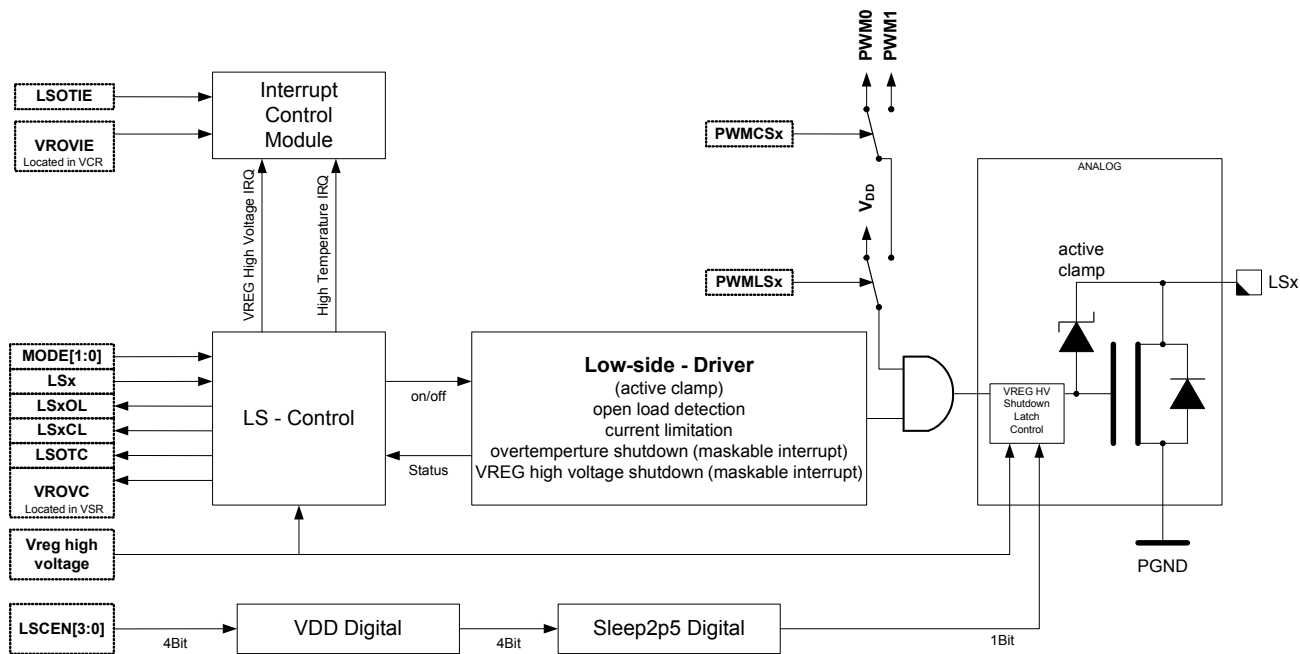 PWM0
PWM1
LSOTIE
VROVIE
Located in VCR
Interrupt
Control
Module
PWMCSx
VREG High Voltage IRQ
High Temperature IRQ
VDD
PWMLSx
ANALOG
active
clamp
LSx
MODE[1:0]
LSx
LSxOL
LSxCL
LSOTC
VROVC
Located in VSR
Vreg high
voltage
LS - Control
on/off
Status
Low-side - Driver
(active clamp)
open load detection
current limitation
overtemperture shutdown (maskable interrupt)
VREG high voltage shutdown (maskable interrupt)
VREG HV
Shutdown
Latch
Control
PGND
LSCEN[3:0]
4Bit
VDD Digital
4Bit
Sleep2p5 Digital
1Bit